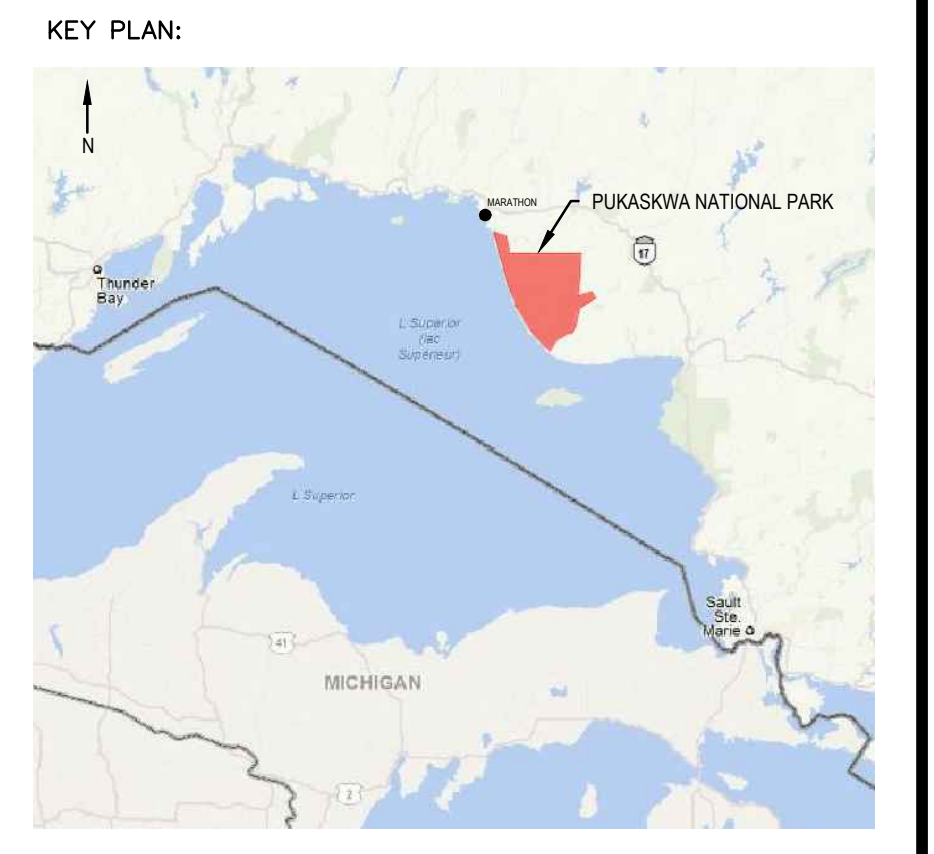 KEY PLAN:
N
MARATHON
PUKASKWA NATIONAL PARK
17
Thunder
Bay
L Superior
(lac
Supérieur)
L Superior
Sault
Ste.
Marie
41
MICHIGAN
2